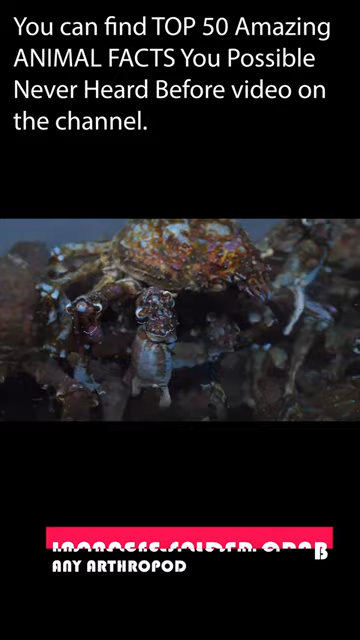 You can find TOP 50 Amazing
ANIMAL FACTS You Possible
Never Heard Before video on
the channel.
ANY ARTHROPOD